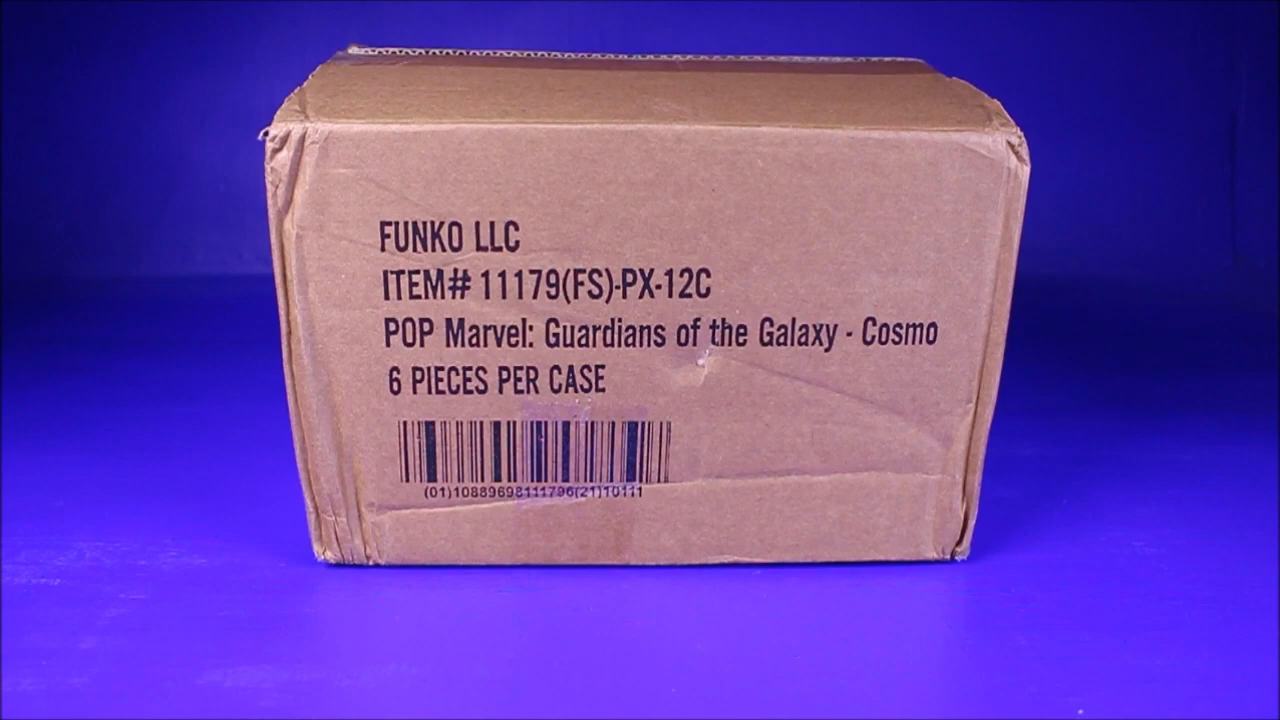 FUNKO LLC
ITEM# 11179(FS)-PX-12C
POP Marvel: Guardians of the Galaxy - Cosmo
6 PIECES PER CASE
(01)10889698111796(21)10111